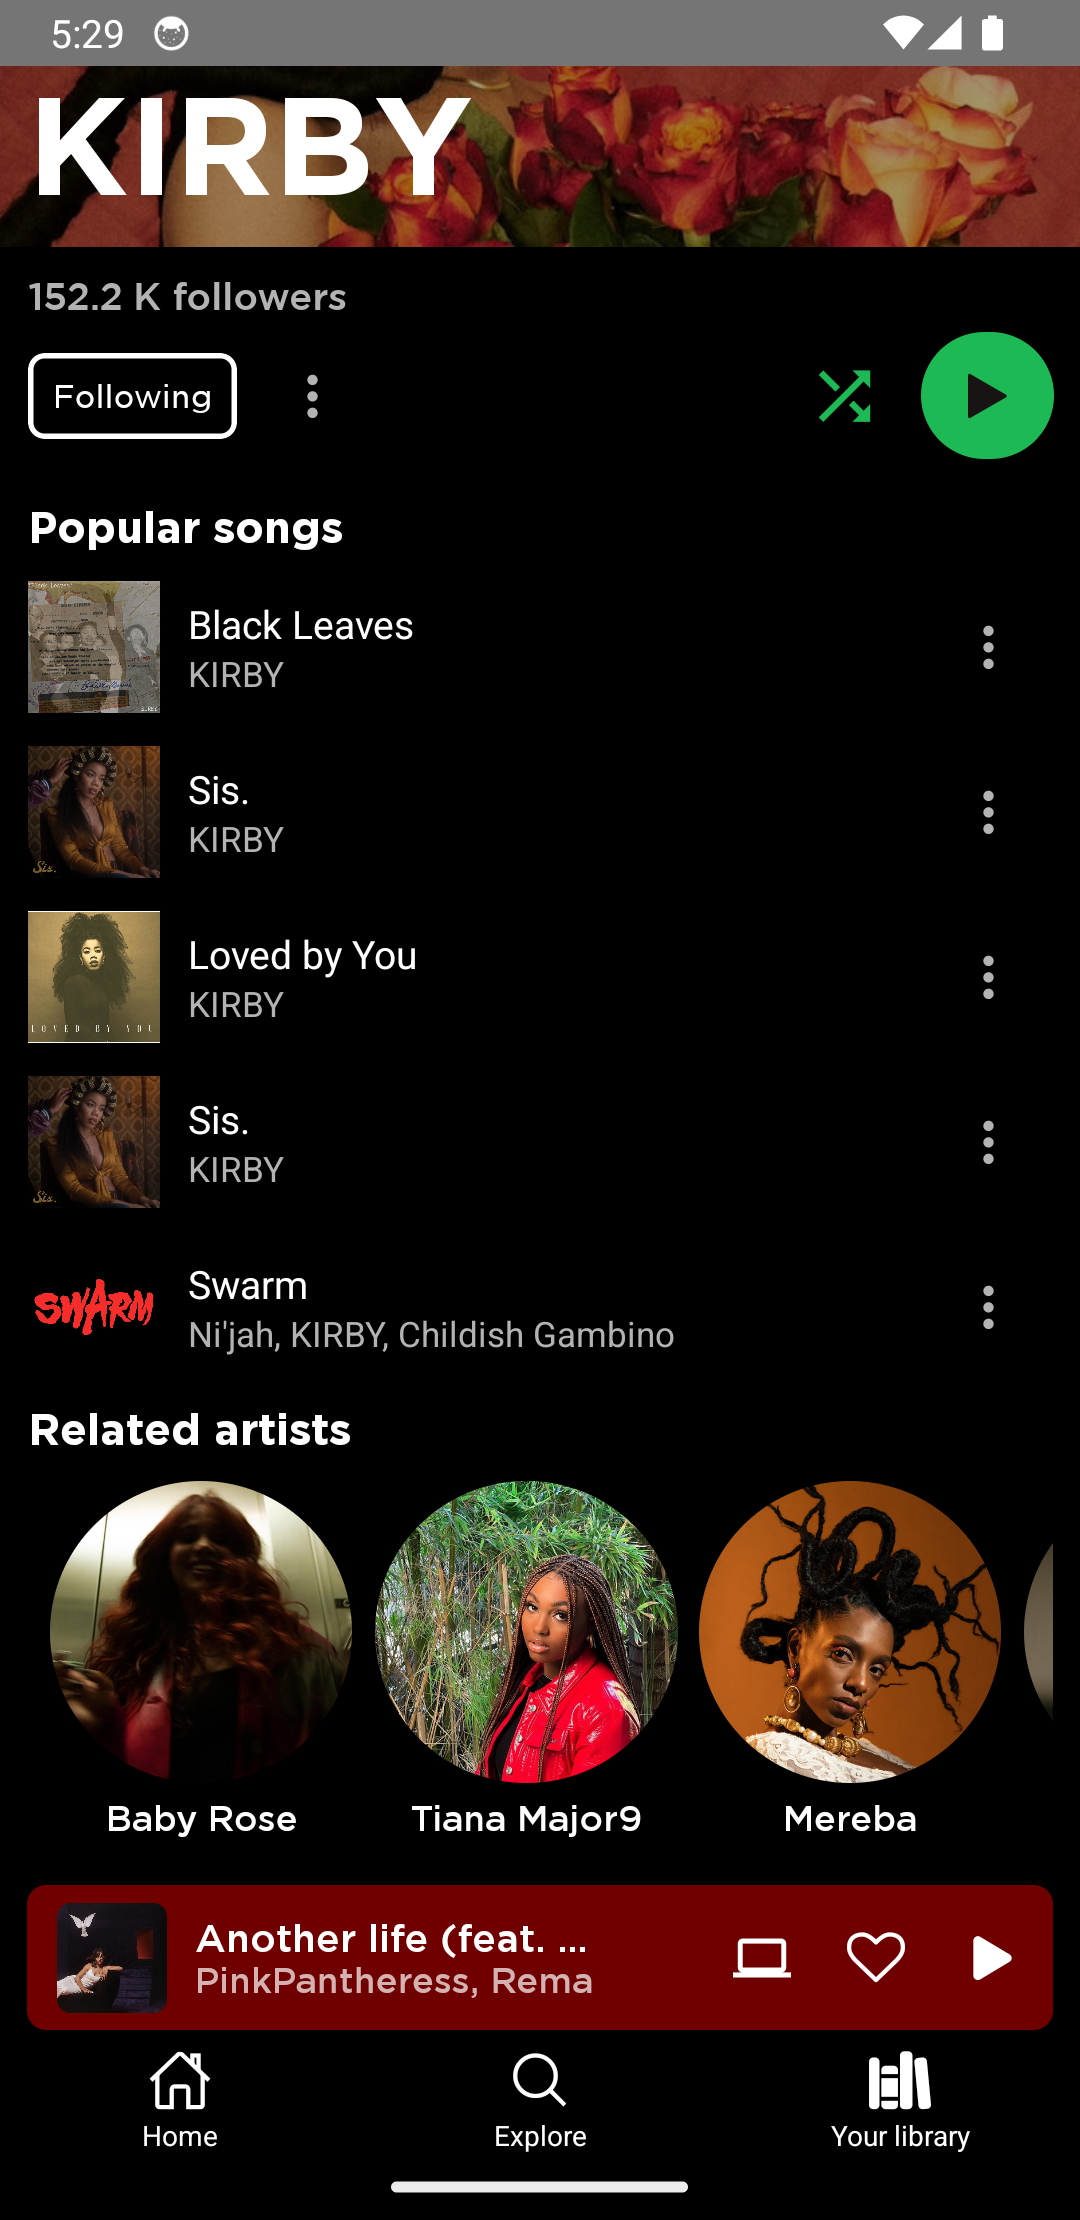 5:29
KIRBY
152.2 K followers
Following
Popular songs
Black Leaves
KIRBY
Sis.
KIRBY
Sis.
Loved by You
KIRBY
LOVED BY YOU
Sis.
KIRBY
Sis.
Swarm
SWARM
Ni'jah, KIRBY, Childish Gambino
Related artists
Baby Rose
Tiana Major9
Mereba
Another life (feat. ...
PinkPantheress, Rema
Home
Explore
Your library